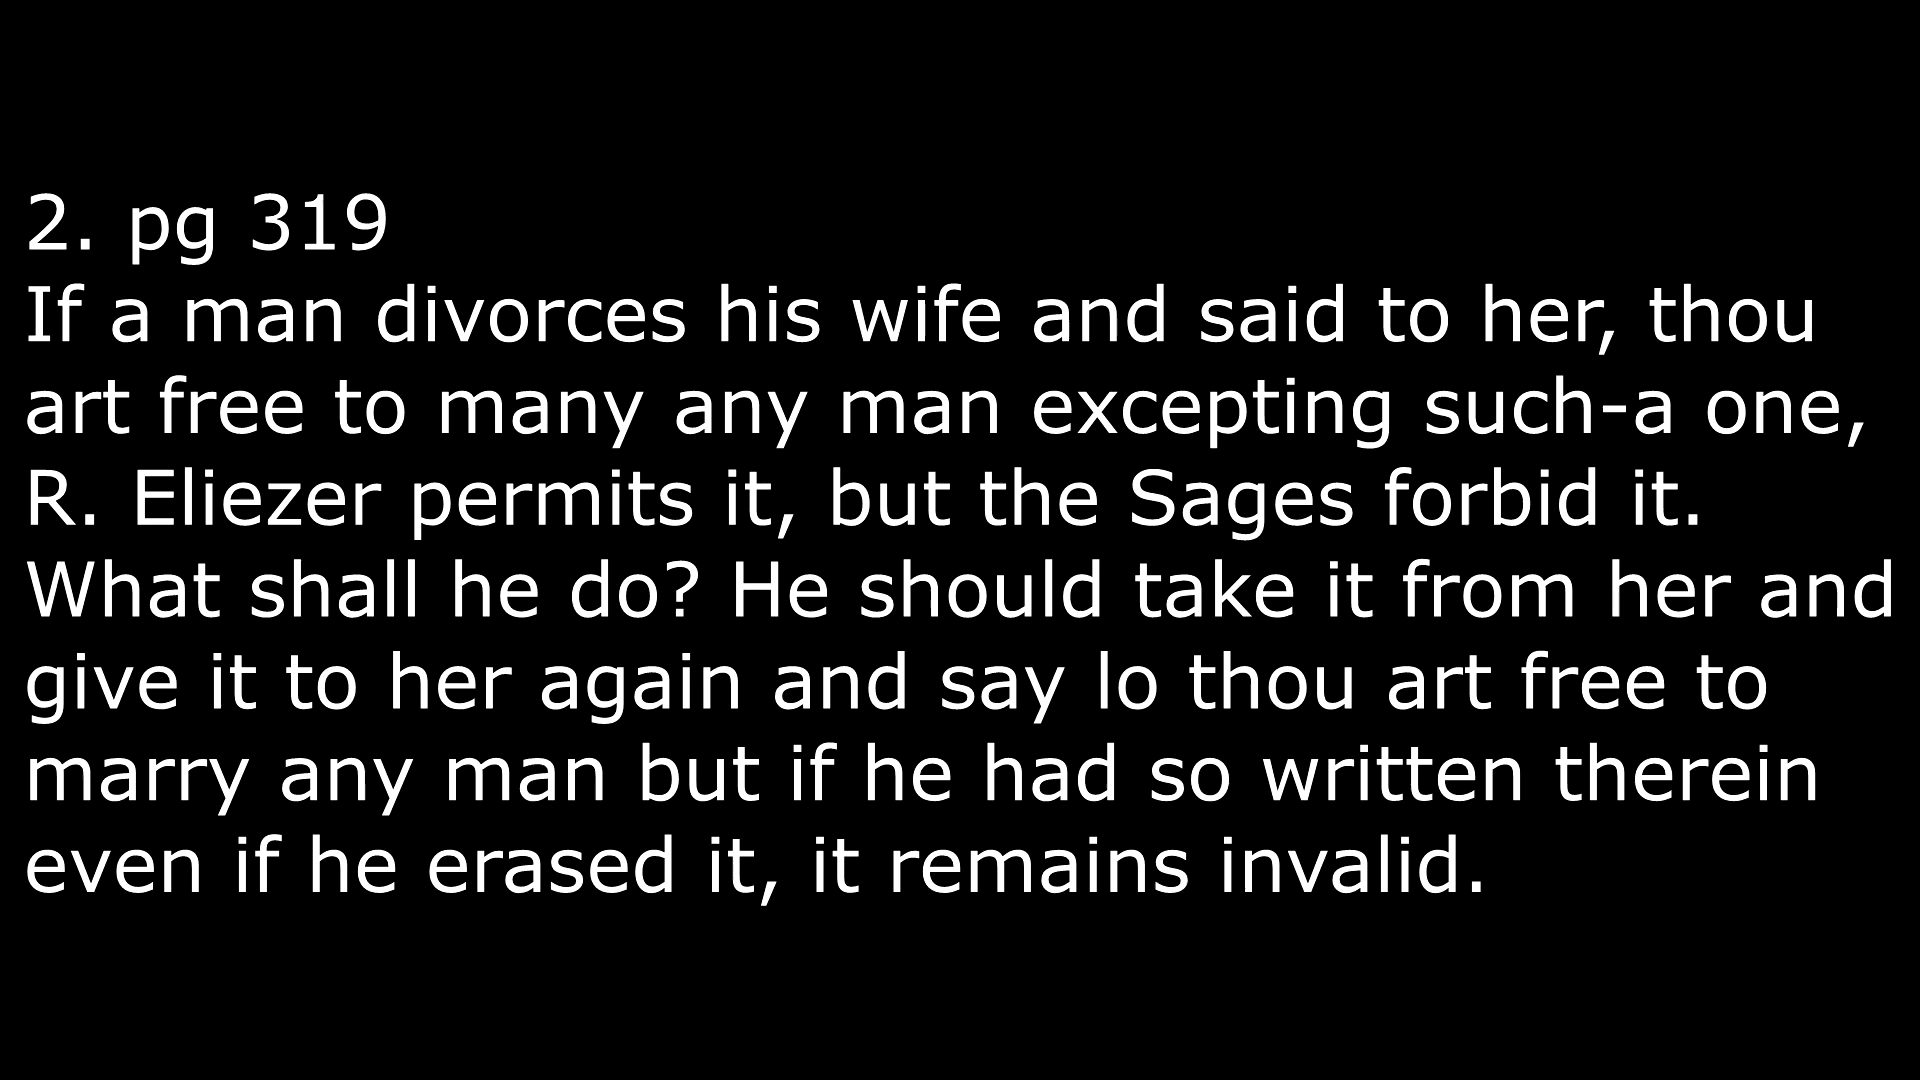 2. pg 319
If a man divorces his wife and said to her, thou
art free to many any man excepting such-a one,
R. Eliezer permits it, but the Sages forbid it.
What shall he do? He should take it from her and
give it to her again and say lo thou art free to
marry any man but if he had so written therein
even if he erased it, it remains invalid.